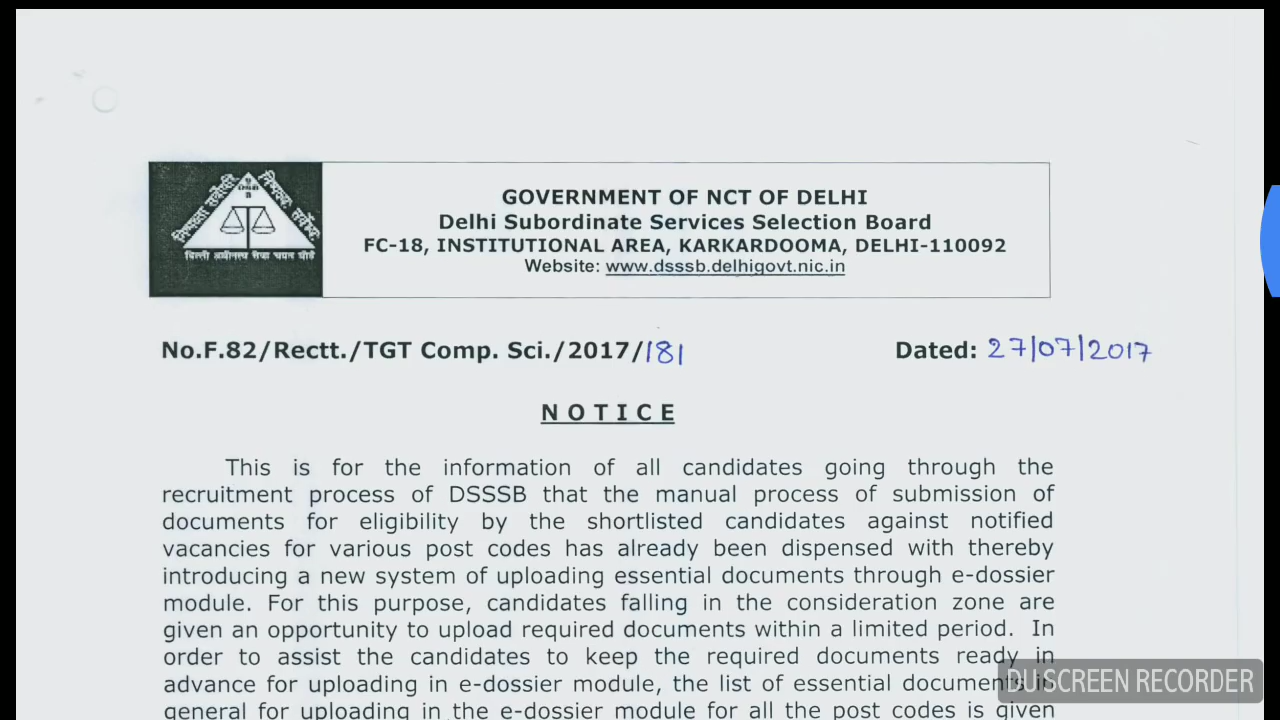 दिल्ली अधीनस्थ सेवा चयन बोर्ड
GOVERNMENT OF NCT OF DELHI
Delhi Subordinate Services Selection Board
FC-18, INSTITUTIONAL AREA, KARKARDOOMA, DELHI-110092
Website: www.dsssb.delhigovt.nic.in
No.F.82/Rectt./TGT Comp. Sci./2017/181 Dated: 27/07/2017
NOTICE
This is for the information of all candidates going through the
recruitment process of DSSSB that the manual process of submission of
documents for eligibility by the shortlisted candidates against notified
vacancies for various post codes has already been dispensed with thereby
introducing a new system of uploading essential documents through e-dossier
module. For this purpose, candidates falling in the consideration zone are
given an opportunity to upload required documents within a limited period. In
order to assist the candidates to keep the required documents ready in
advance for uploading in e-dossier module, the list of essential documents in
general for uploading in the e-dossier module for all the post codes is given
DU SCREEN RECORDER